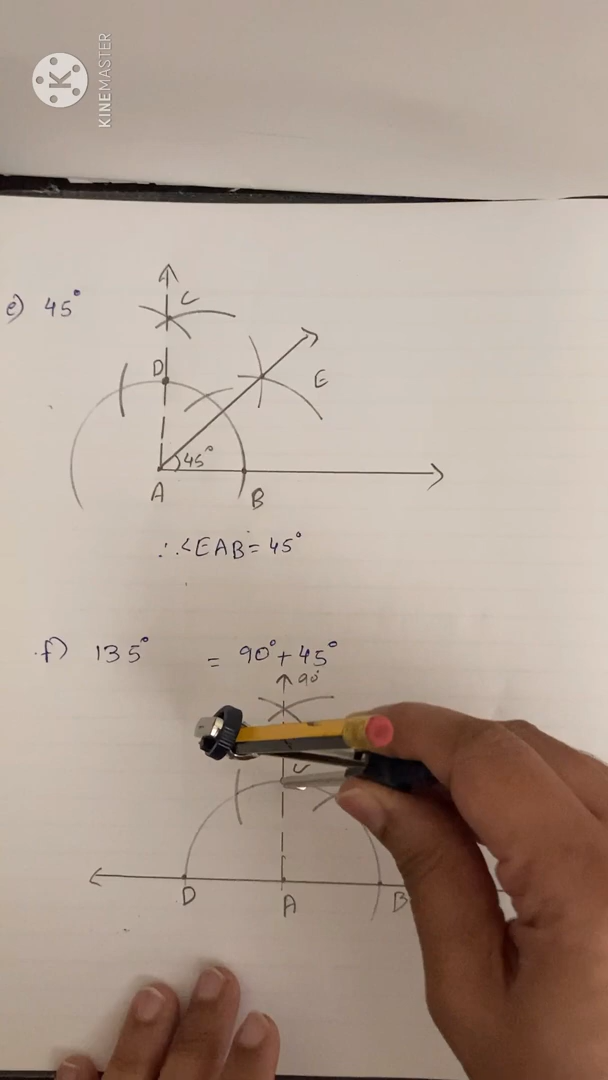 KINEMASTER
e) 45°
C
D
E
45°
A
B
∴ <EAB = 45°
f) 135° = 90° + 45°
90°
C
D
A
B